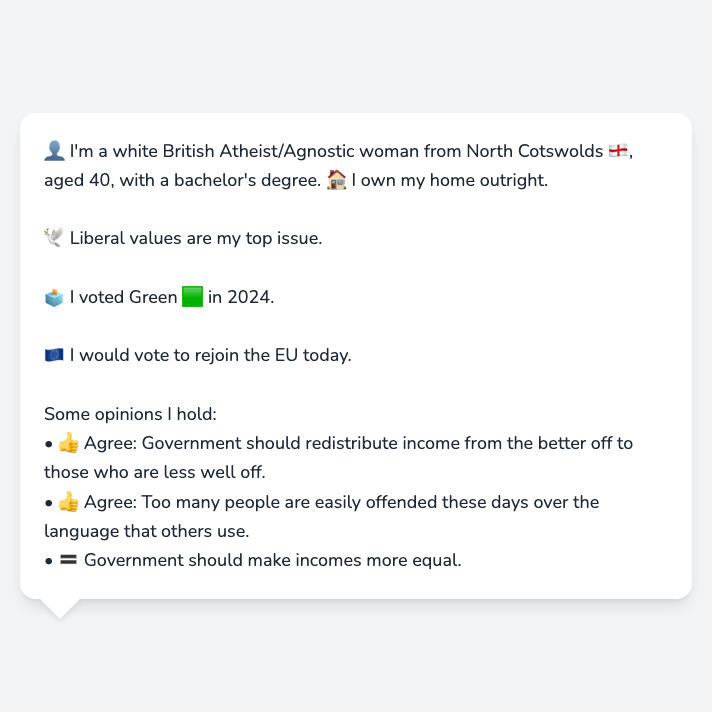 👤 I'm a white British Atheist/Agnostic woman from North Cotswolds 🏴󠁧󠁢󠁥󠁮󠁧󠁿,
aged 40, with a bachelor's degree. 🏠 I own my home outright.
🕊️ Liberal values are my top issue.
🗳️ I voted Green 🟩 in 2024.
🇪🇺 I would vote to rejoin the EU today.
Some opinions I hold:
• 👍 Agree: Government should redistribute income from the better off to
those who are less well off.
• 👍 Agree: Too many people are easily offended these days over the
language that others use.
• 🟰 Government should make incomes more equal.